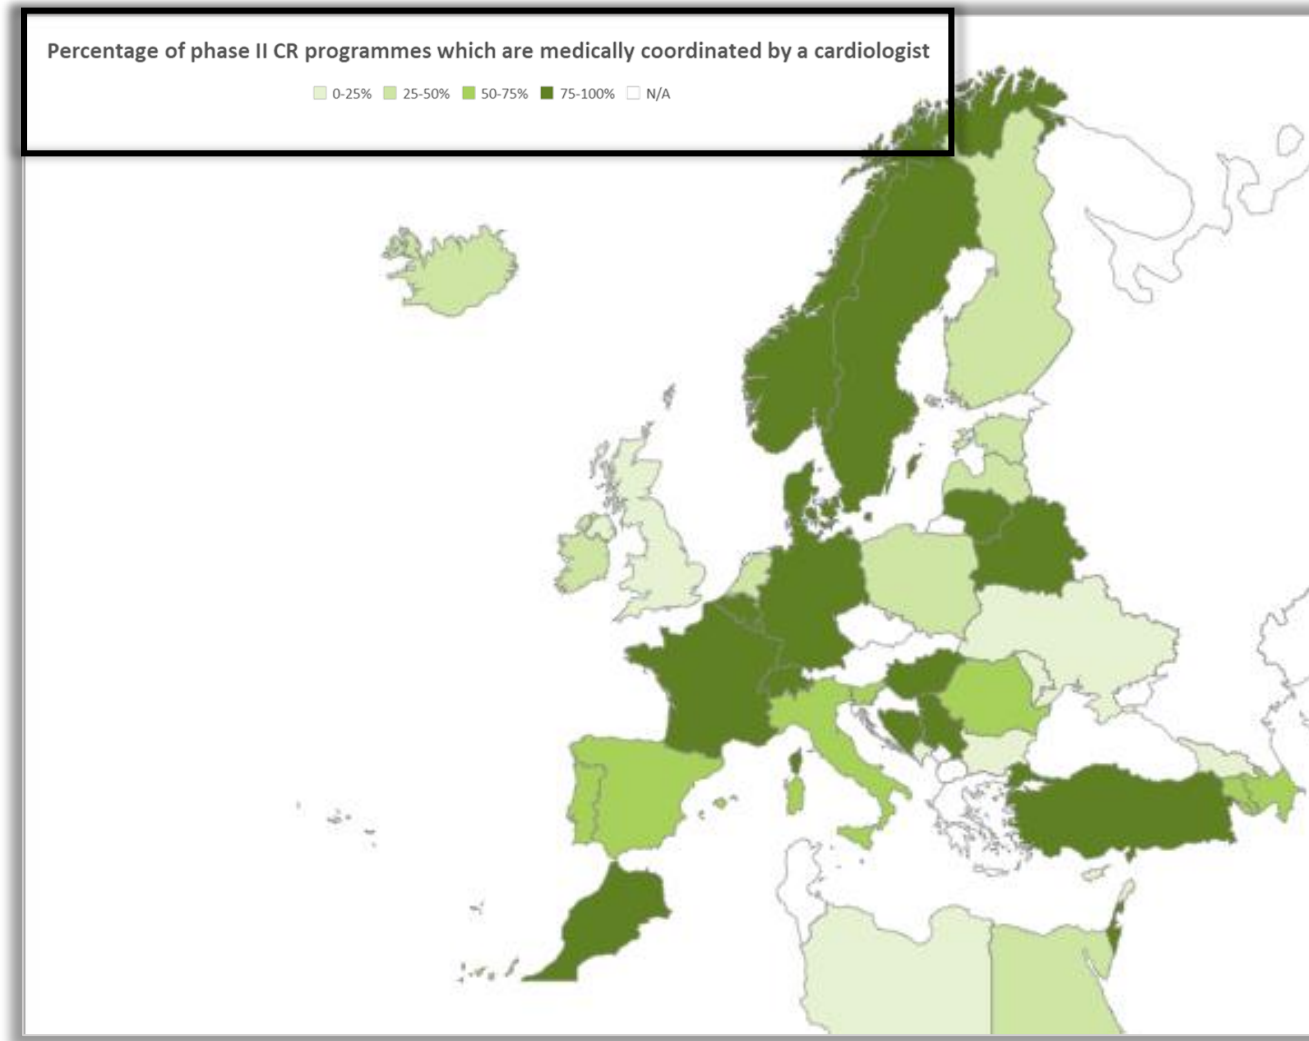 Percentage of phase II CR programmes which are medically coordinated by a cardiologist
0-25% 25-50% 50-75% 75-100% N/A